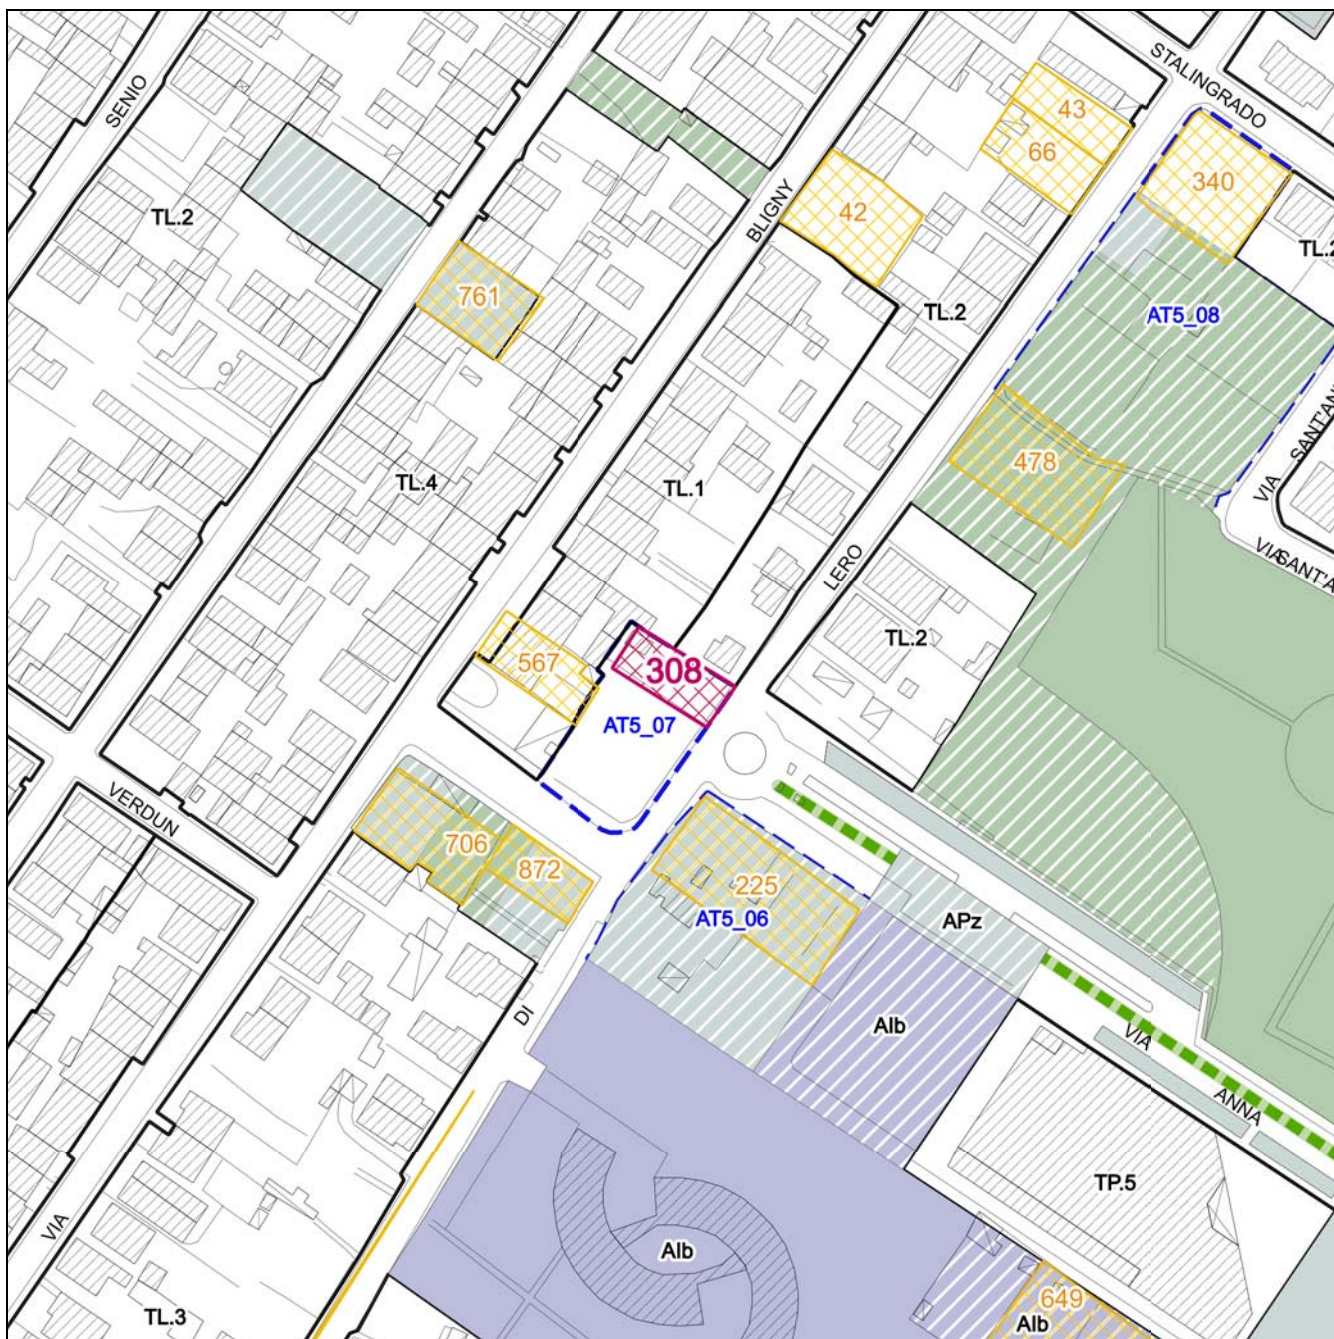 STALINGRADO
SENIO
43
66
340
TL.2
BLIGNY
42
TL.2
761
TL.2
AT5_08
SANT'AN
478
TL.4
TL.1
VIA
VIA SANT'A
LERO
TL.2
567
308
AT5_07
VERDUN
706
872
225
AT5_06
APz
DI
Alb
VIA
ANNA
TP.5
VIA
Alb
649
Alb
TL.3